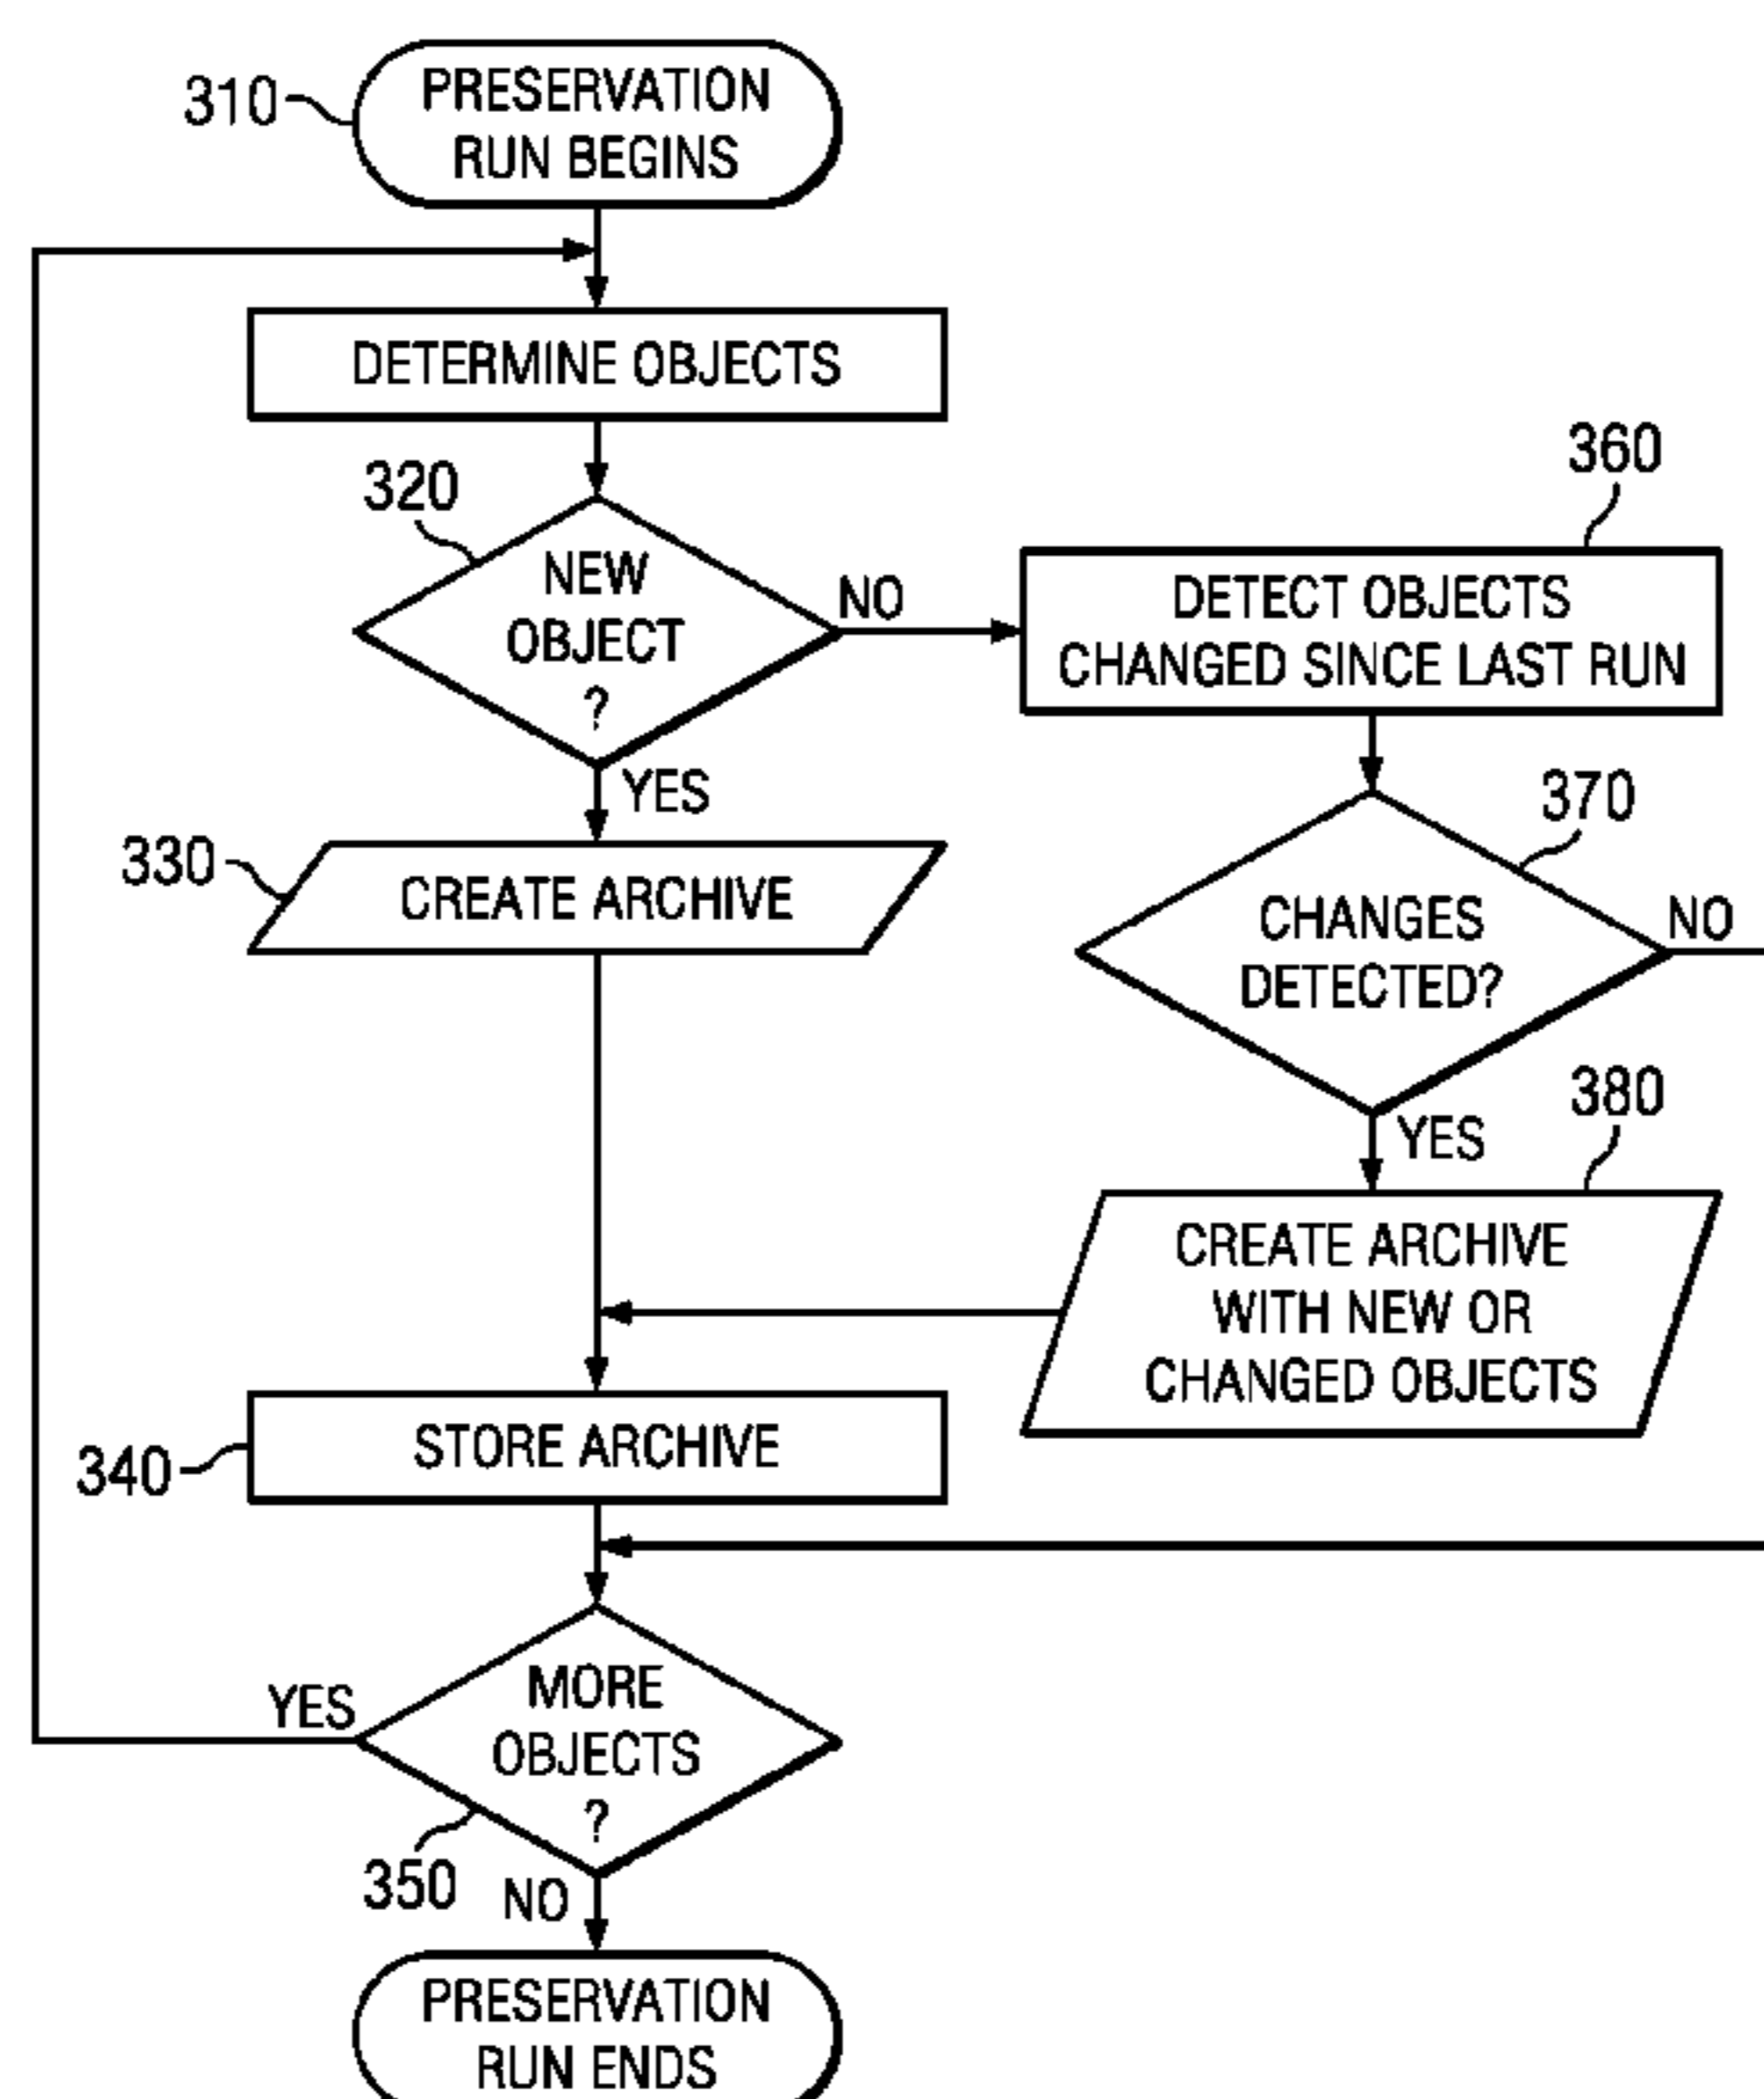 310
PRESERVATION
RUN BEGINS
DETERMINE OBJECTS
320
NEW
OBJECT
?
NO
YES
360
DETECT OBJECTS
CHANGED SINCE LAST RUN
330
CREATE ARCHIVE
370
CHANGES
DETECTED?
NO
YES
380
CREATE ARCHIVE
WITH NEW OR
CHANGED OBJECTS
340
STORE ARCHIVE
MORE
OBJECTS
?
YES
350
NO
PRESERVATION
RUN ENDS